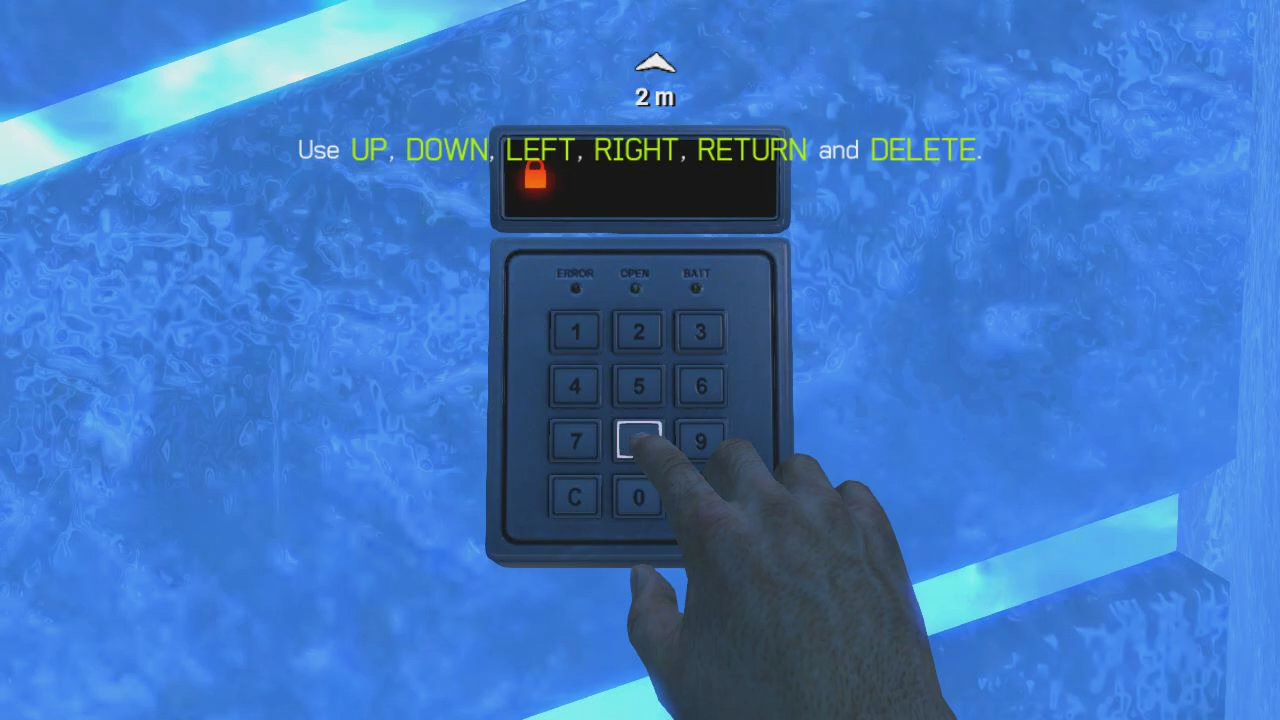 2 m
Use UP, DOWN, LEFT, RIGHT, RETURN and DELETE.
ERROR OPEN BATT
1 2 3
4 5 6
7 9
C 0